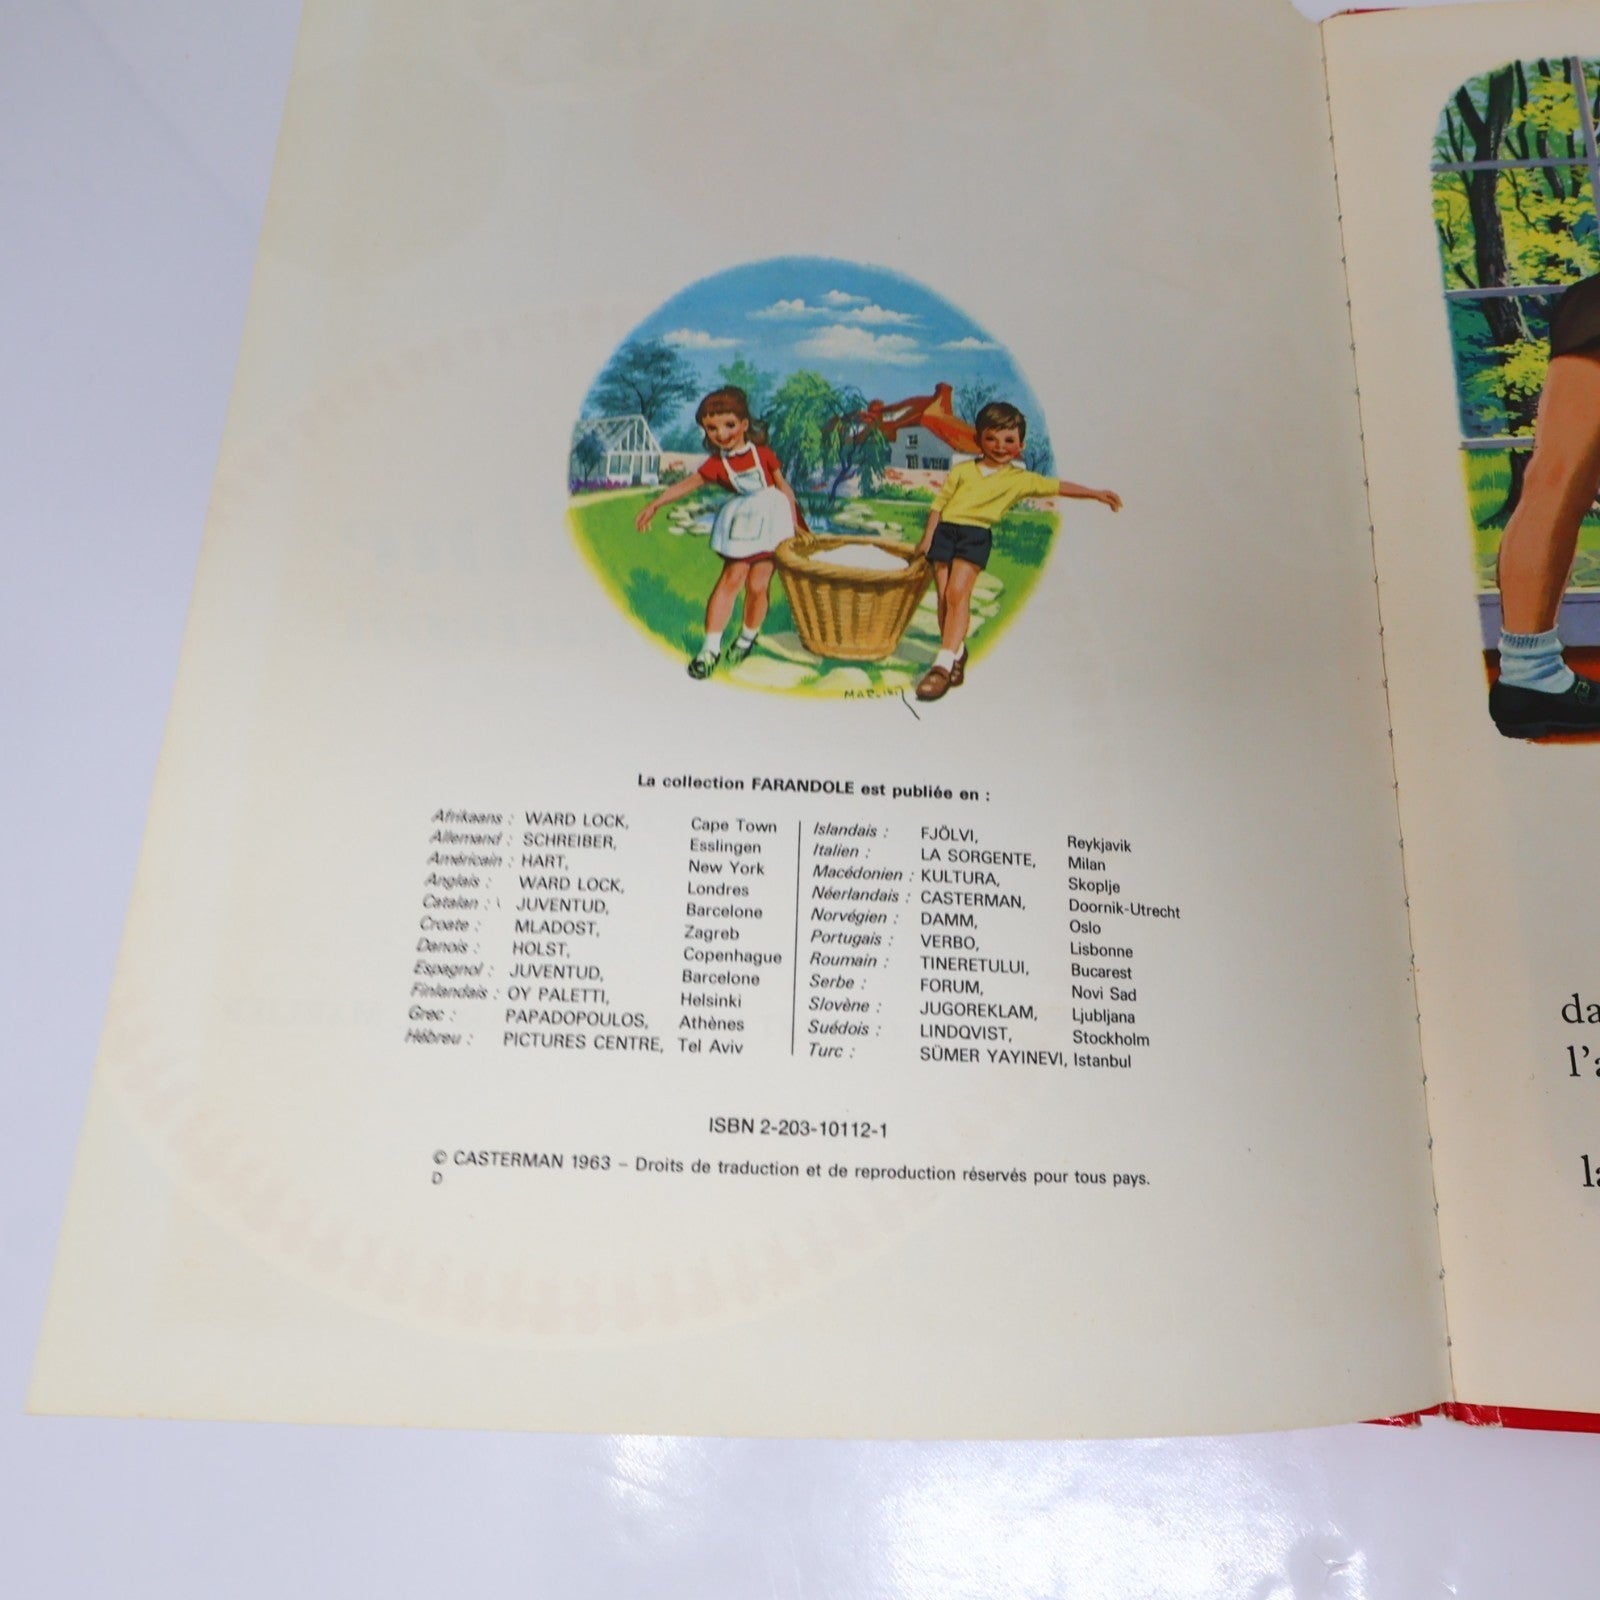 MARLIER
La collection FARANDOLE est publiée en :
Afrikaans : WARD LOCK, Cape Town
Allemand : SCHREIBER, Esslingen
Américain : HART, New York
Anglais : WARD LOCK, Londres
Catalan : JUVENTUD, Barcelone
Croate : MLADOST, Zagreb
Danois : HOLST, Copenhague
Espagnol : JUVENTUD, Barcelone
Finlandais : OY PALETTI, Helsinki
Grec : PAPADOPOULOS, Athènes
Hébreu : PICTURES CENTRE, Tel Aviv
Islandais : FJÖLVI, Reykjavik
Italien : LA SORGENTE, Milan
Macédonien : KULTURA, Skoplje
Néerlandais : CASTERMAN, Doornik-Utrecht
Norvégien : DAMM, Oslo
Portugais : VERBO, Lisbonne
Roumain : TINERETULUI, Bucarest
Serbe : FORUM, Novi Sad
Slovène : JUGOREKLAM, Ljubljana
Suédois : LINDQVIST, Stockholm
Turc : SÜMER YAYINEVI, Istanbul
ISBN 2-203-10112-1
© CASTERMAN 1963 – Droits de traduction et de reproduction réservés pour tous pays.
D
da
l'a
la